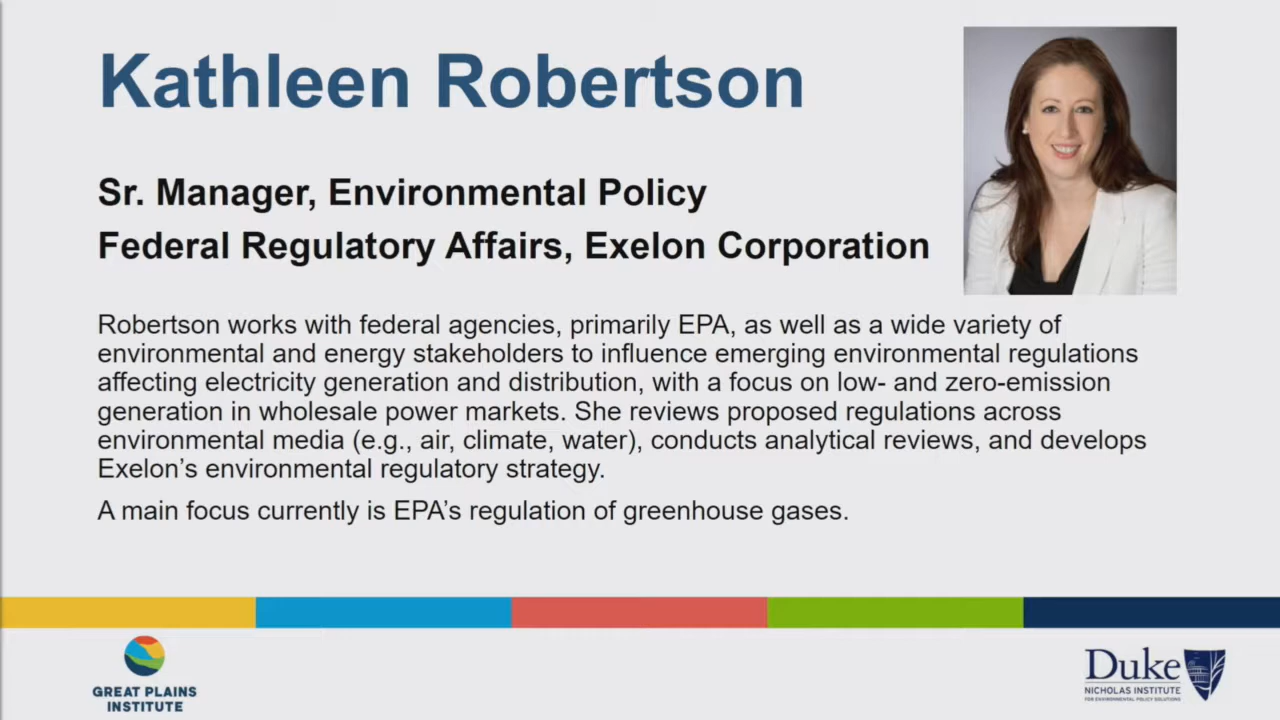 Kathleen Robertson
Sr. Manager, Environmental Policy
Federal Regulatory Affairs, Exelon Corporation
Robertson works with federal agencies, primarily EPA, as well as a wide variety of
environmental and energy stakeholders to influence emerging environmental regulations
affecting electricity generation and distribution, with a focus on low- and zero-emission
generation in wholesale power markets. She reviews proposed regulations across
environmental media (e.g., air, climate, water), conducts analytical reviews, and develops
Exelon’s environmental regulatory strategy.
A main focus currently is EPA’s regulation of greenhouse gases.
GREAT PLAINS
INSTITUTE
Duke
NICHOLAS INSTITUTE
FOR ENVIRONMENTAL POLICY SOLUTIONS